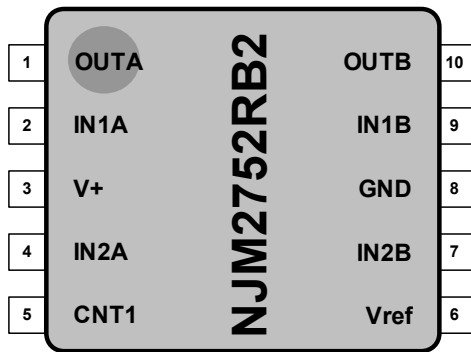 1 OUTA OUTB 10
2 IN1A IN1B 9
3 V+ GND 8
4 IN2A IN2B 7
5 CNT1 Vref 6
NJM2752RB2